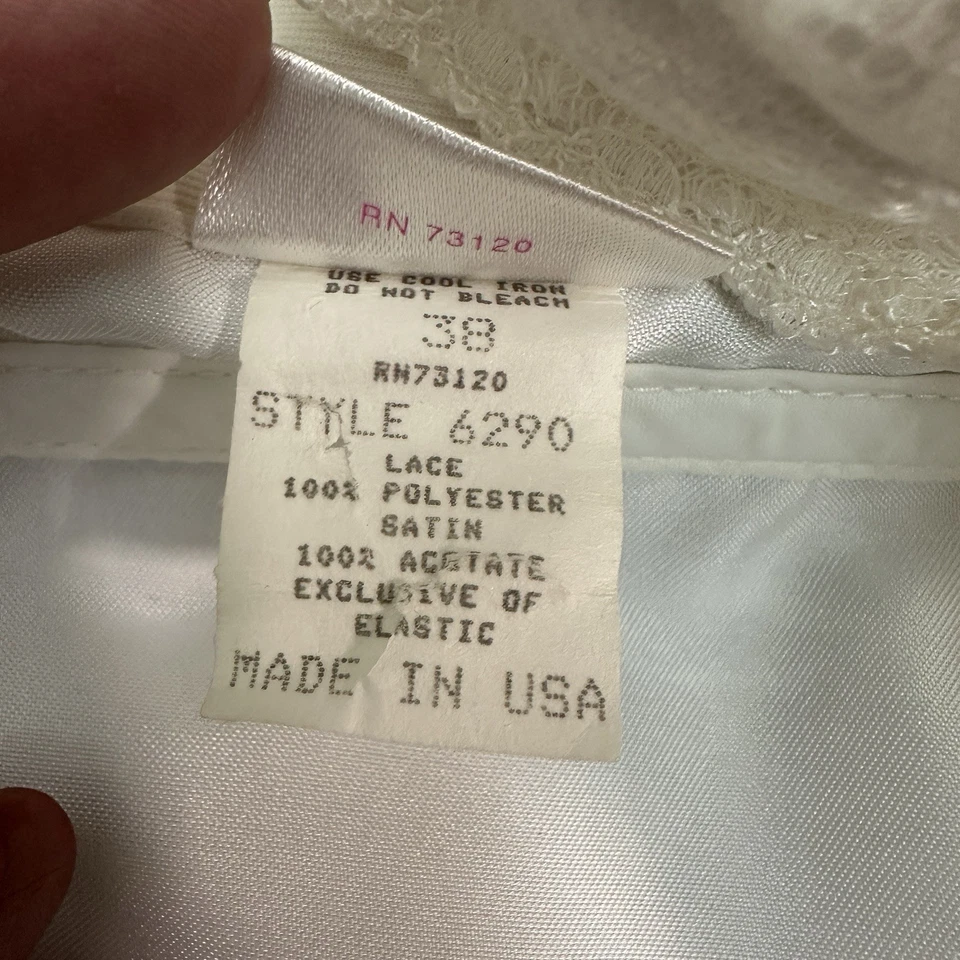 RN 73120
USE COOL IRON
DO NOT BLEACH
38
RN73120
STYLE 6290
LACE
100% POLYESTER
SATIN
100% ACETATE
EXCLUSIVE OF
ELASTIC
MADE IN USA